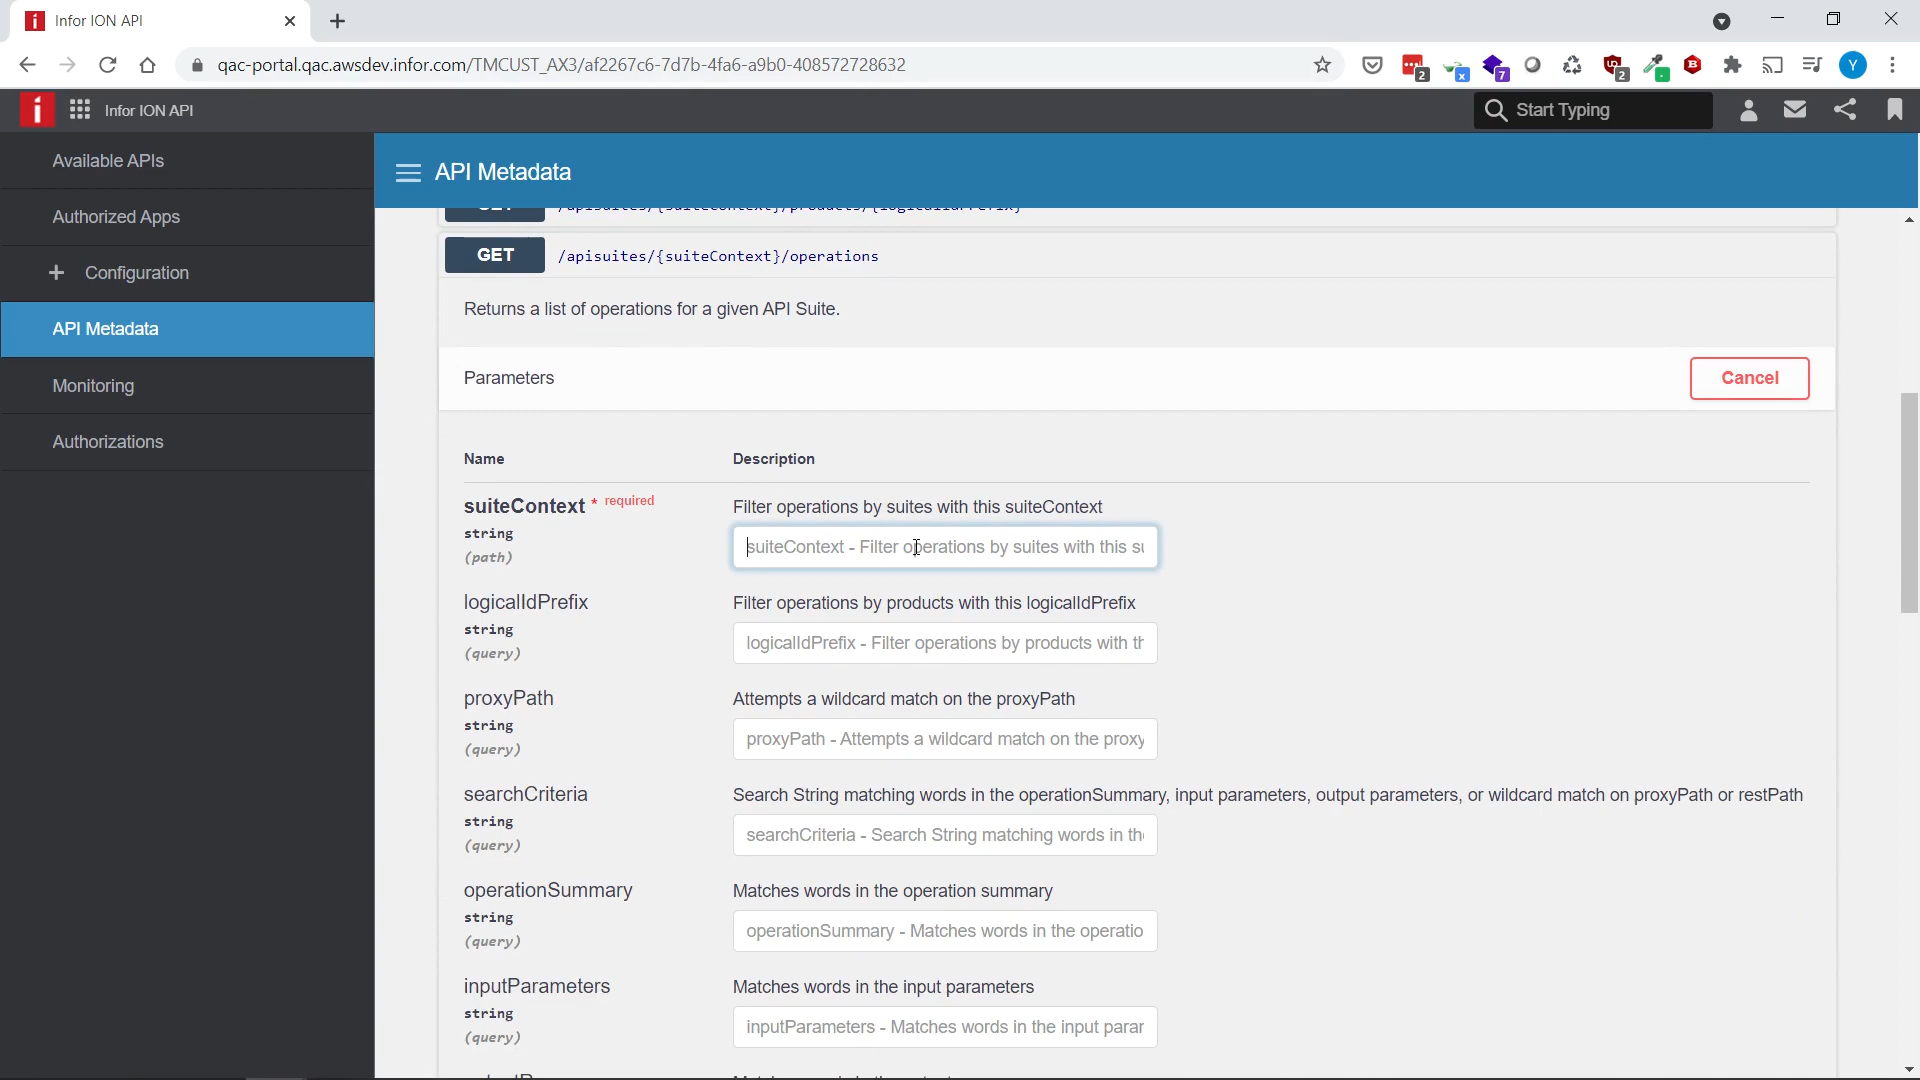 Infor ION API
qac-portal.qac.awsdev.infor.com/TMCUST_AX3/af2267c6-7d7b-4fa6-a9b0-408572728632
2
x
7
2
Y
Infor ION API
Start Typing
Available APIs
Authorized Apps
Configuration
API Metadata
Monitoring
Authorizations
API Metadata
GET /apisuites/{suiteContext}/products/{logicalIdPrefix}
GET /apisuites/{suiteContext}/operations
Returns a list of operations for a given API Suite.
Parameters
Cancel
Name Description
suiteContext * required
string
(path)
Filter operations by suites with this suiteContext
suiteContext - Filter operations by suites with this su
logicalIdPrefix
string
(query)
Filter operations by products with this logicalIdPrefix
logicalIdPrefix - Filter operations by products with th
proxyPath
string
(query)
Attempts a wildcard match on the proxyPath
proxyPath - Attempts a wildcard match on the proxy
searchCriteria
string
(query)
Search String matching words in the operationSummary, input parameters, output parameters, or wildcard match on proxyPath or restPath
searchCriteria - Search String matching words in the
operationSummary
string
(query)
Matches words in the operation summary
operationSummary - Matches words in the operatio
inputParameters
string
(query)
Matches words in the input parameters
inputParameters - Matches words in the input parar